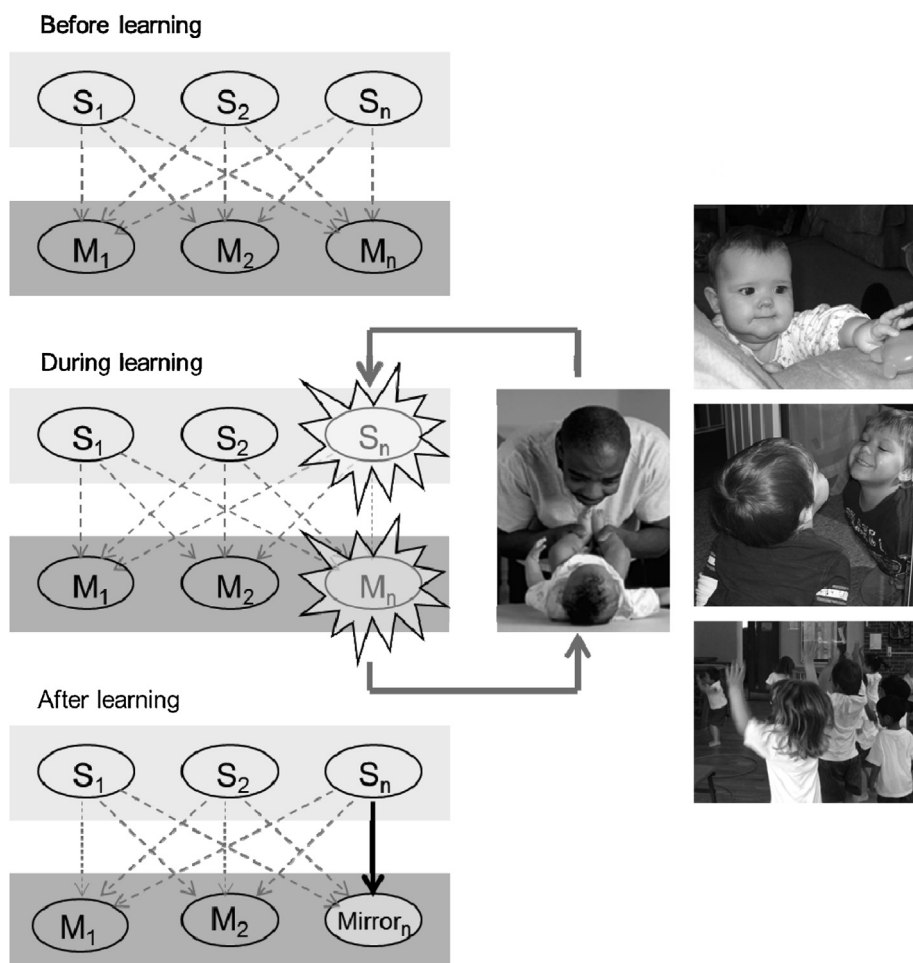 Before learning
S1 S2 Sn
M1 M2 Mn
During learning
S1 S2 Sn
M1 M2 Mn
After learning
S1 S2 Sn
M1 M2 Mirrorn